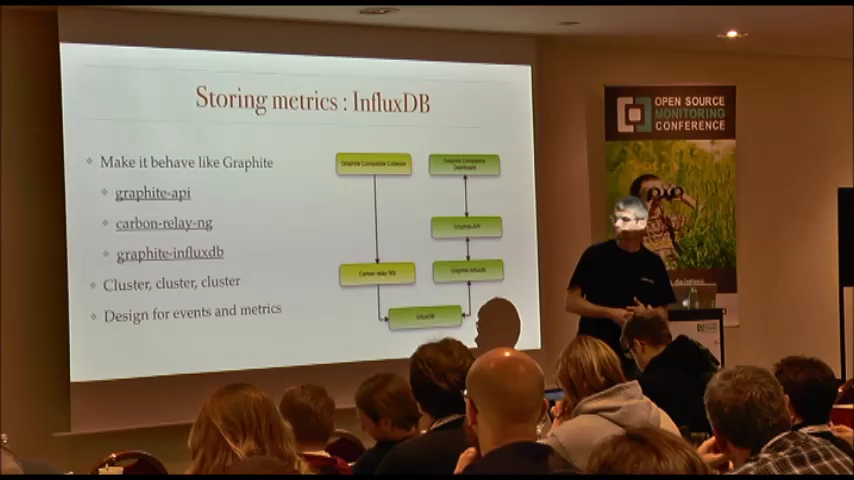 Storing metrics : InfluxDB
Make it behave like Graphite
graphite-api
carbon-relay-ng
graphite-influxdb
Cluster, cluster, cluster
Design for events and metrics
Graphite Compatible Collector
Graphite Compatible
Dashboard
Graphite-API
Carbon relay NG
Graphite-Influxdb
InfluxDB
OPEN SOURCE
MONITORING
CONFERENCE